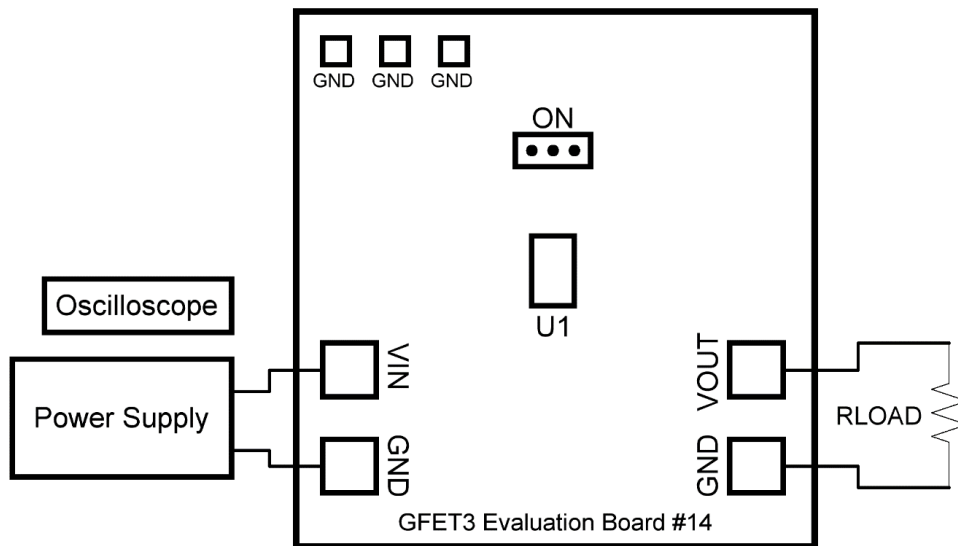 GND GND GND
ON
U1
Oscilloscope
Power Supply
VIN
GND
VOUT
GND
RLOAD
GFET3 Evaluation Board #14